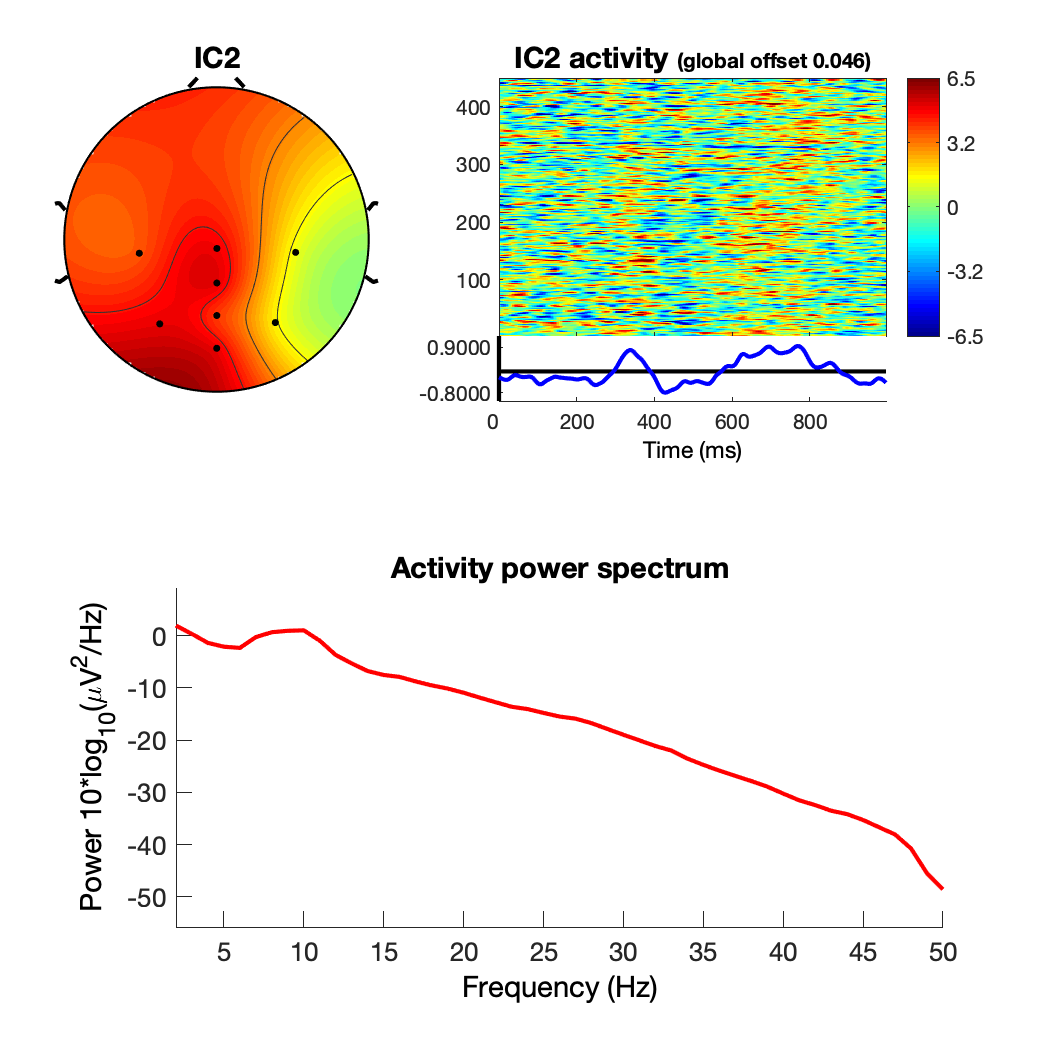 IC2
IC2 activity (global offset 0.046)
400
300
200
100
6.5
3.2
0
-3.2
-6.5
0.9000
-0.8000
0 200 400 600 800
Time (ms)
Activity power spectrum
Power 10*log10(μV2/Hz)
0
-10
-20
-30
-40
-50
5 10 15 20 25 30 35 40 45 50
Frequency (Hz)